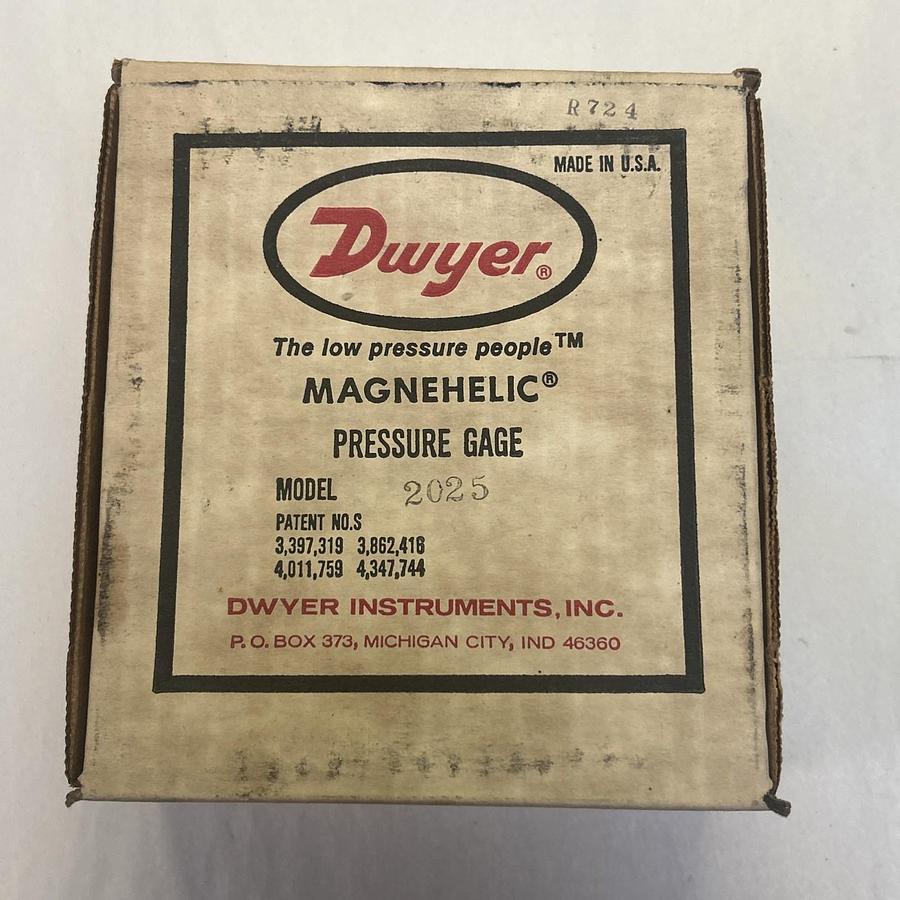 R724
MADE IN U.S.A.
Dwyer®
The low pressure people™
MAGNEHELIC®
PRESSURE GAGE
MODEL 2025
PATENT NO.S
3,397,319 3,862,416
4,011,759 4,347,744
DWYER INSTRUMENTS, INC.
P.O. BOX 373, MICHIGAN CITY, IND 46360